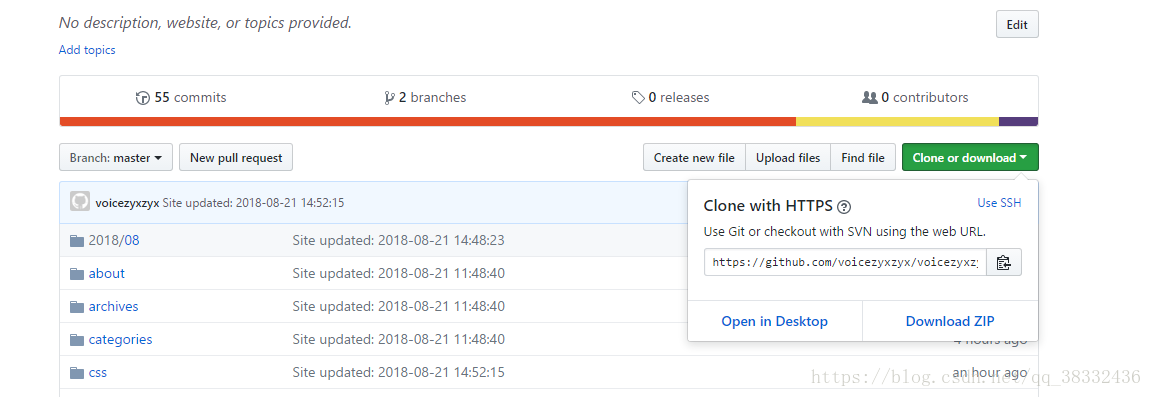 No description, website, or topics provided.
Edit
Add topics
55 commits
2 branches
0 releases
0 contributors
Branch: master
New pull request
Create new file
Upload files
Find file
Clone or download
voicezyxzyx Site updated: 2018-08-21 14:52:15
Clone with HTTPS
Use SSH
Use Git or checkout with SVN using the web URL.
https://github.com/voicezyxzyx/voicezyxzy
Open in Desktop
Download ZIP
2018/08 Site updated: 2018-08-21 14:48:23
about Site updated: 2018-08-21 11:48:40
archives Site updated: 2018-08-21 11:48:40
categories Site updated: 2018-08-21 11:48:40 4 hours ago
css Site updated: 2018-08-21 14:52:15 an hour ago
https://blog.csdn.net/qq_38332436